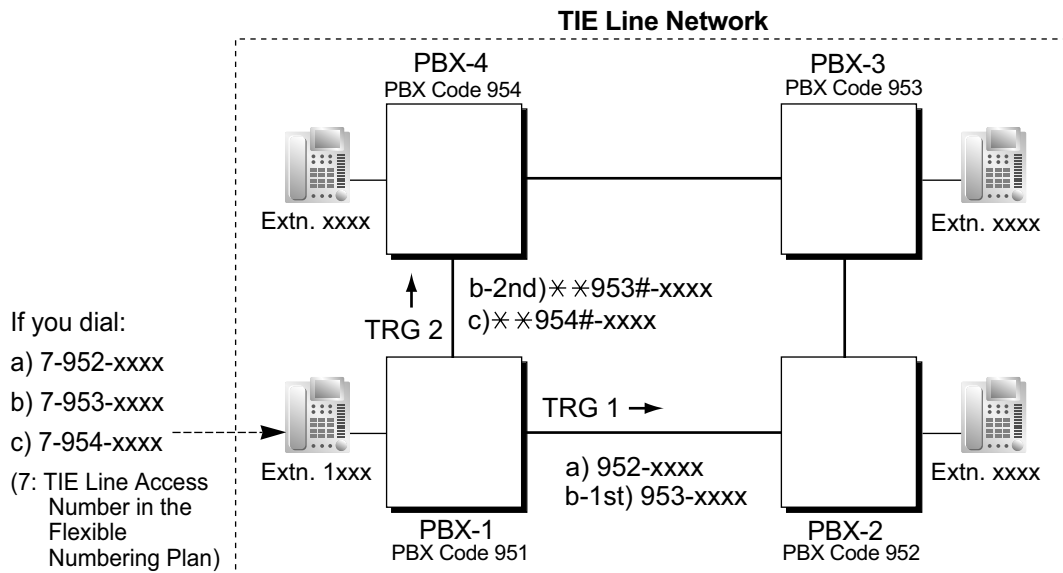 TIE Line Network
PBX-4
PBX Code 954
PBX-3
PBX Code 953
Extn. xxxx
Extn. xxxx
b-2nd)✳✳953#-xxxx
c)✳✳954#-xxxx
TRG 2
If you dial:
a) 7-952-xxxx
b) 7-953-xxxx
c) 7-954-xxxx
(7: TIE Line Access
Number in the
Flexible
Numbering Plan)
Extn. 1xxx
TRG 1
a) 952-xxxx
b-1st) 953-xxxx
Extn. xxxx
PBX-1
PBX Code 951
PBX-2
PBX Code 952